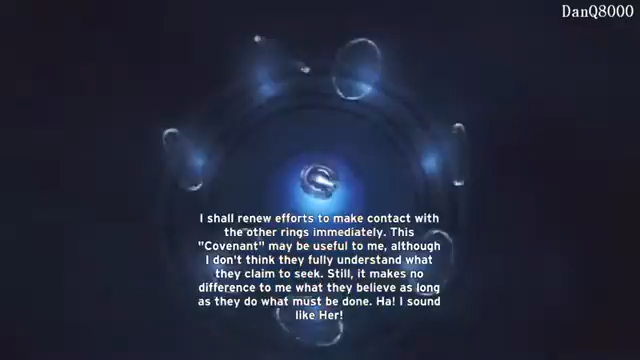 DanQ8000
I shall renew efforts to make contact with
the other rings immediately. This
"Covenant" may be useful to me, although
I don't think they fully understand what
they claim to seek. Still, it makes no
difference to me what they believe as long
as they do what must be done. Ha! I sound
like Her!